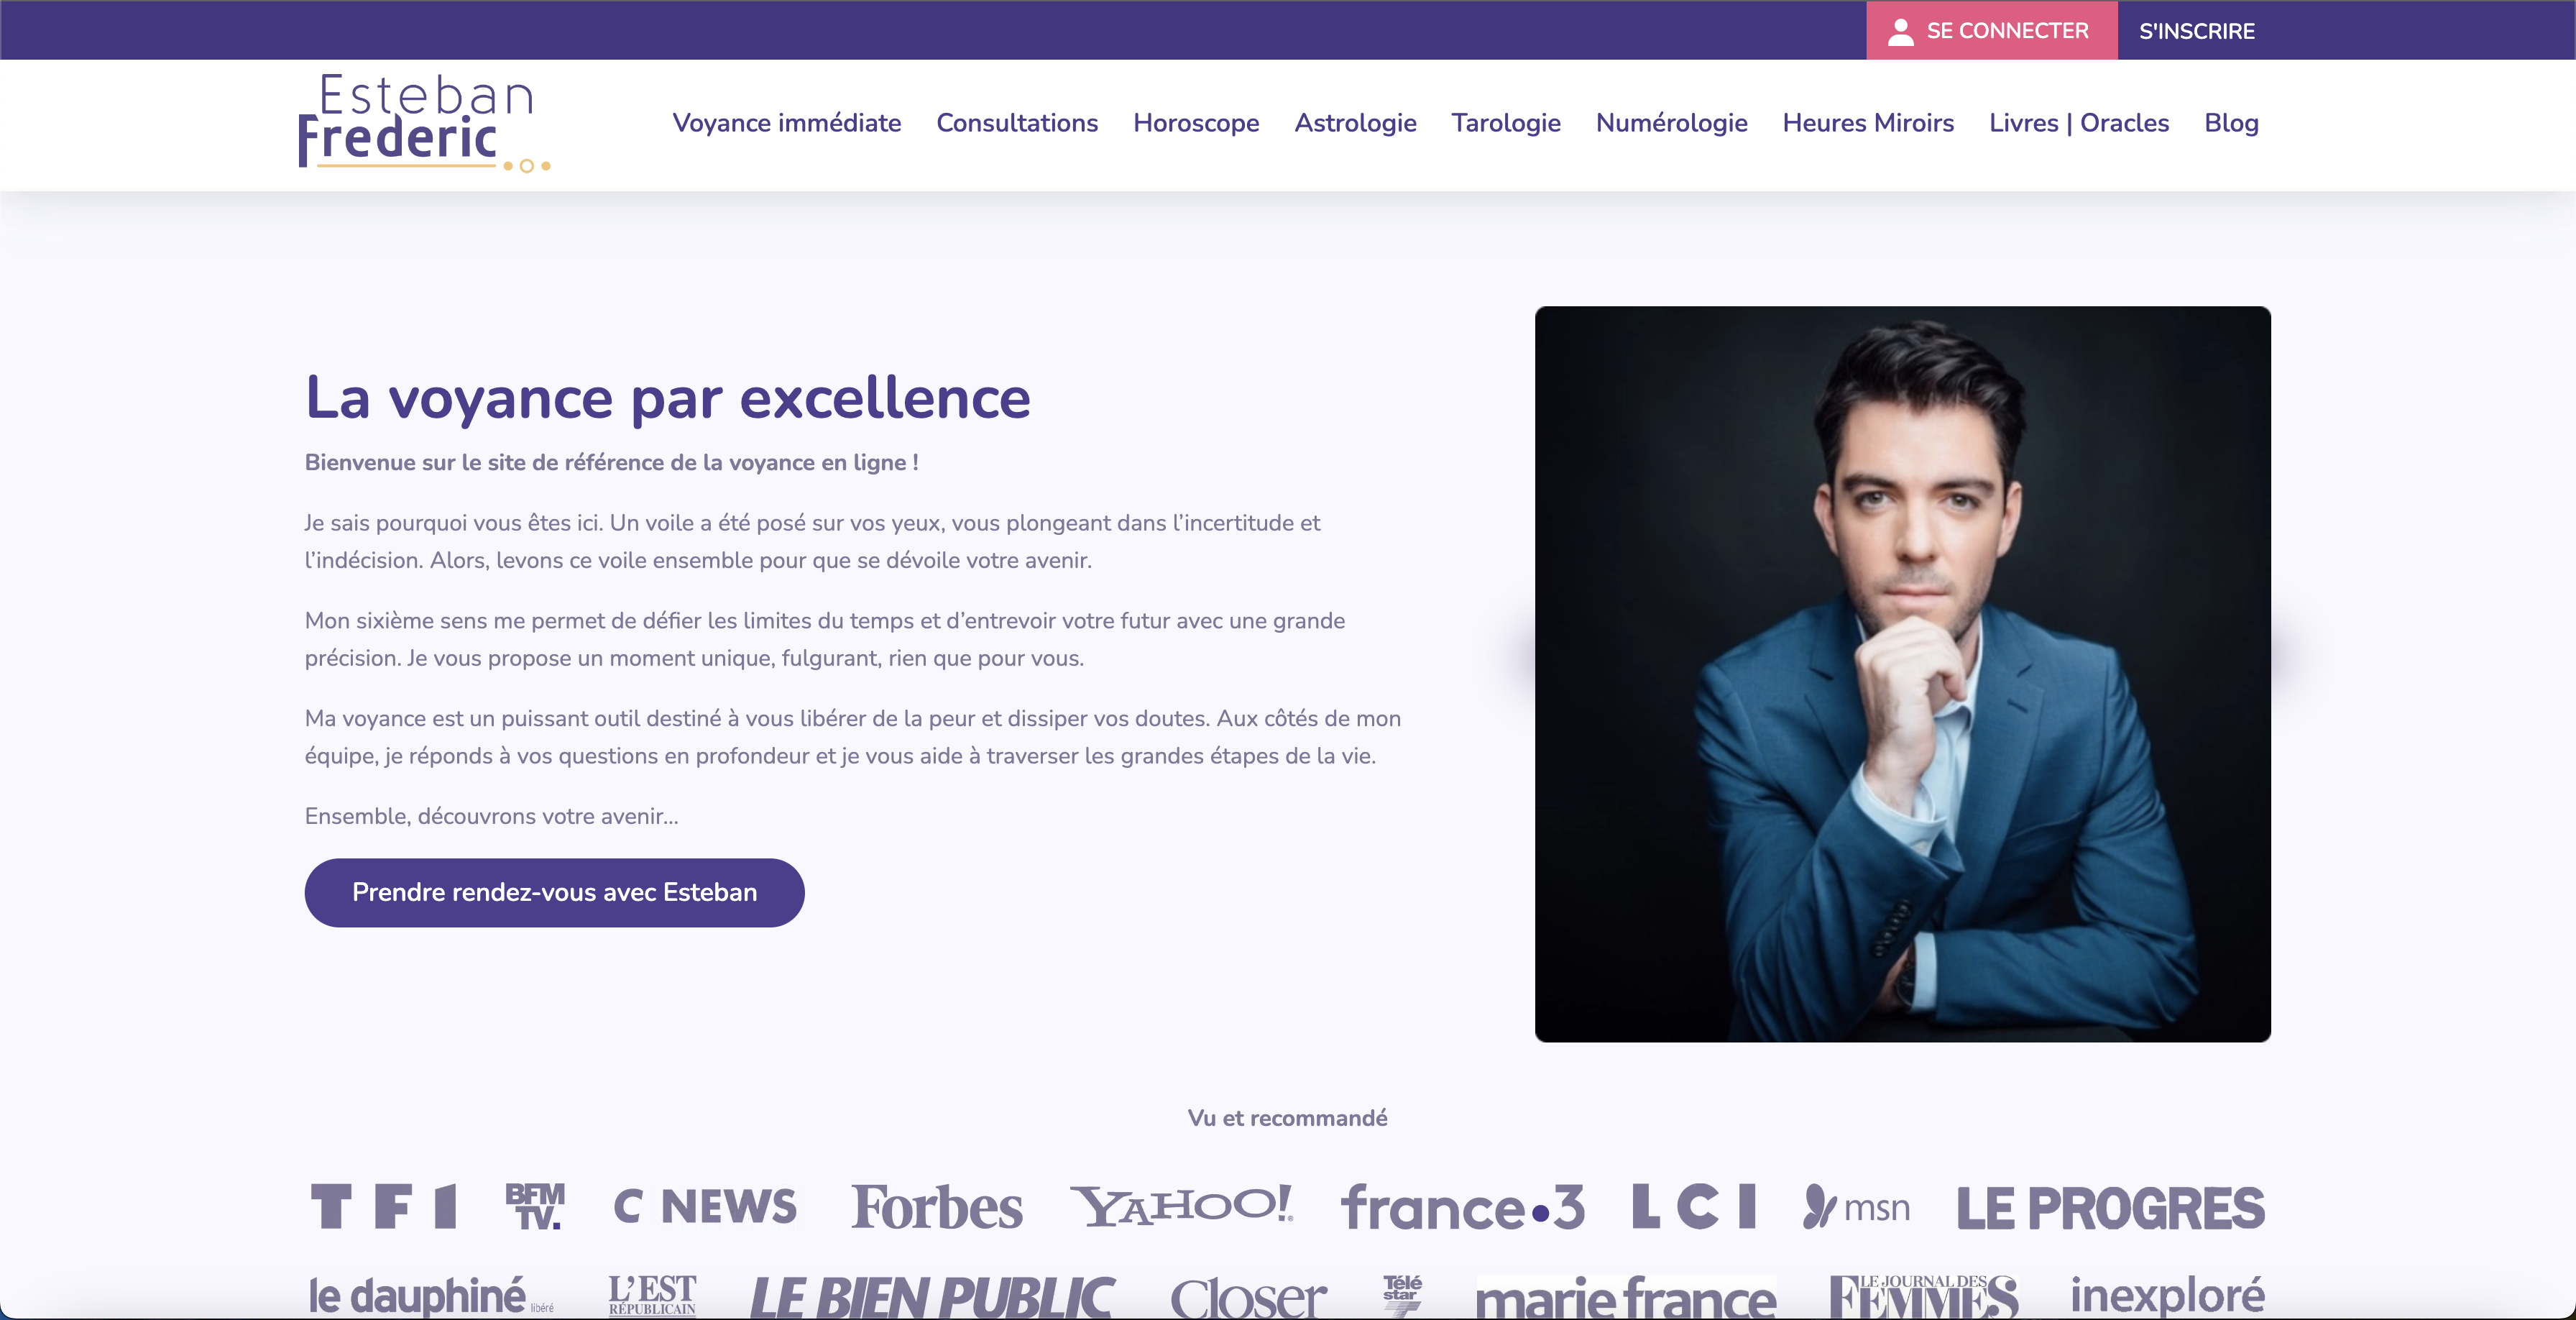 SE CONNECTER
S'INSCRIRE
Esteban
Frederic
Voyance immédiate
Consultations
Horoscope
Astrologie
Tarologie
Numérologie
Heures Miroirs
Livres | Oracles
Blog
La voyance par excellence
Bienvenue sur le site de référence de la voyance en ligne !
Je sais pourquoi vous êtes ici. Un voile a été posé sur vos yeux, vous plongeant dans l’incertitude et
l’indécision. Alors, levons ce voile ensemble pour que se dévoile votre avenir.
Mon sixième sens me permet de défier les limites du temps et d’entrevoir votre futur avec une grande
précision. Je vous propose un moment unique, fulgurant, rien que pour vous.
Ma voyance est un puissant outil destiné à vous libérer de la peur et dissiper vos doutes. Aux côtés de mon
équipe, je réponds à vos questions en profondeur et je vous aide à traverser les grandes étapes de la vie.
Ensemble, découvrons votre avenir...
Prendre rendez-vous avec Esteban
Vu et recommandé
TF1
BFM
TV.
C NEWS
Forbes
YAHOO!
france•3
LCI
msn
LE PROGRES
le dauphiné libéré
L'EST
RÉPUBLICAIN
LE BIEN PUBLIC
Closer
Télé
star
marie france
LE JOURNAL DES
FEMMES
inexploré